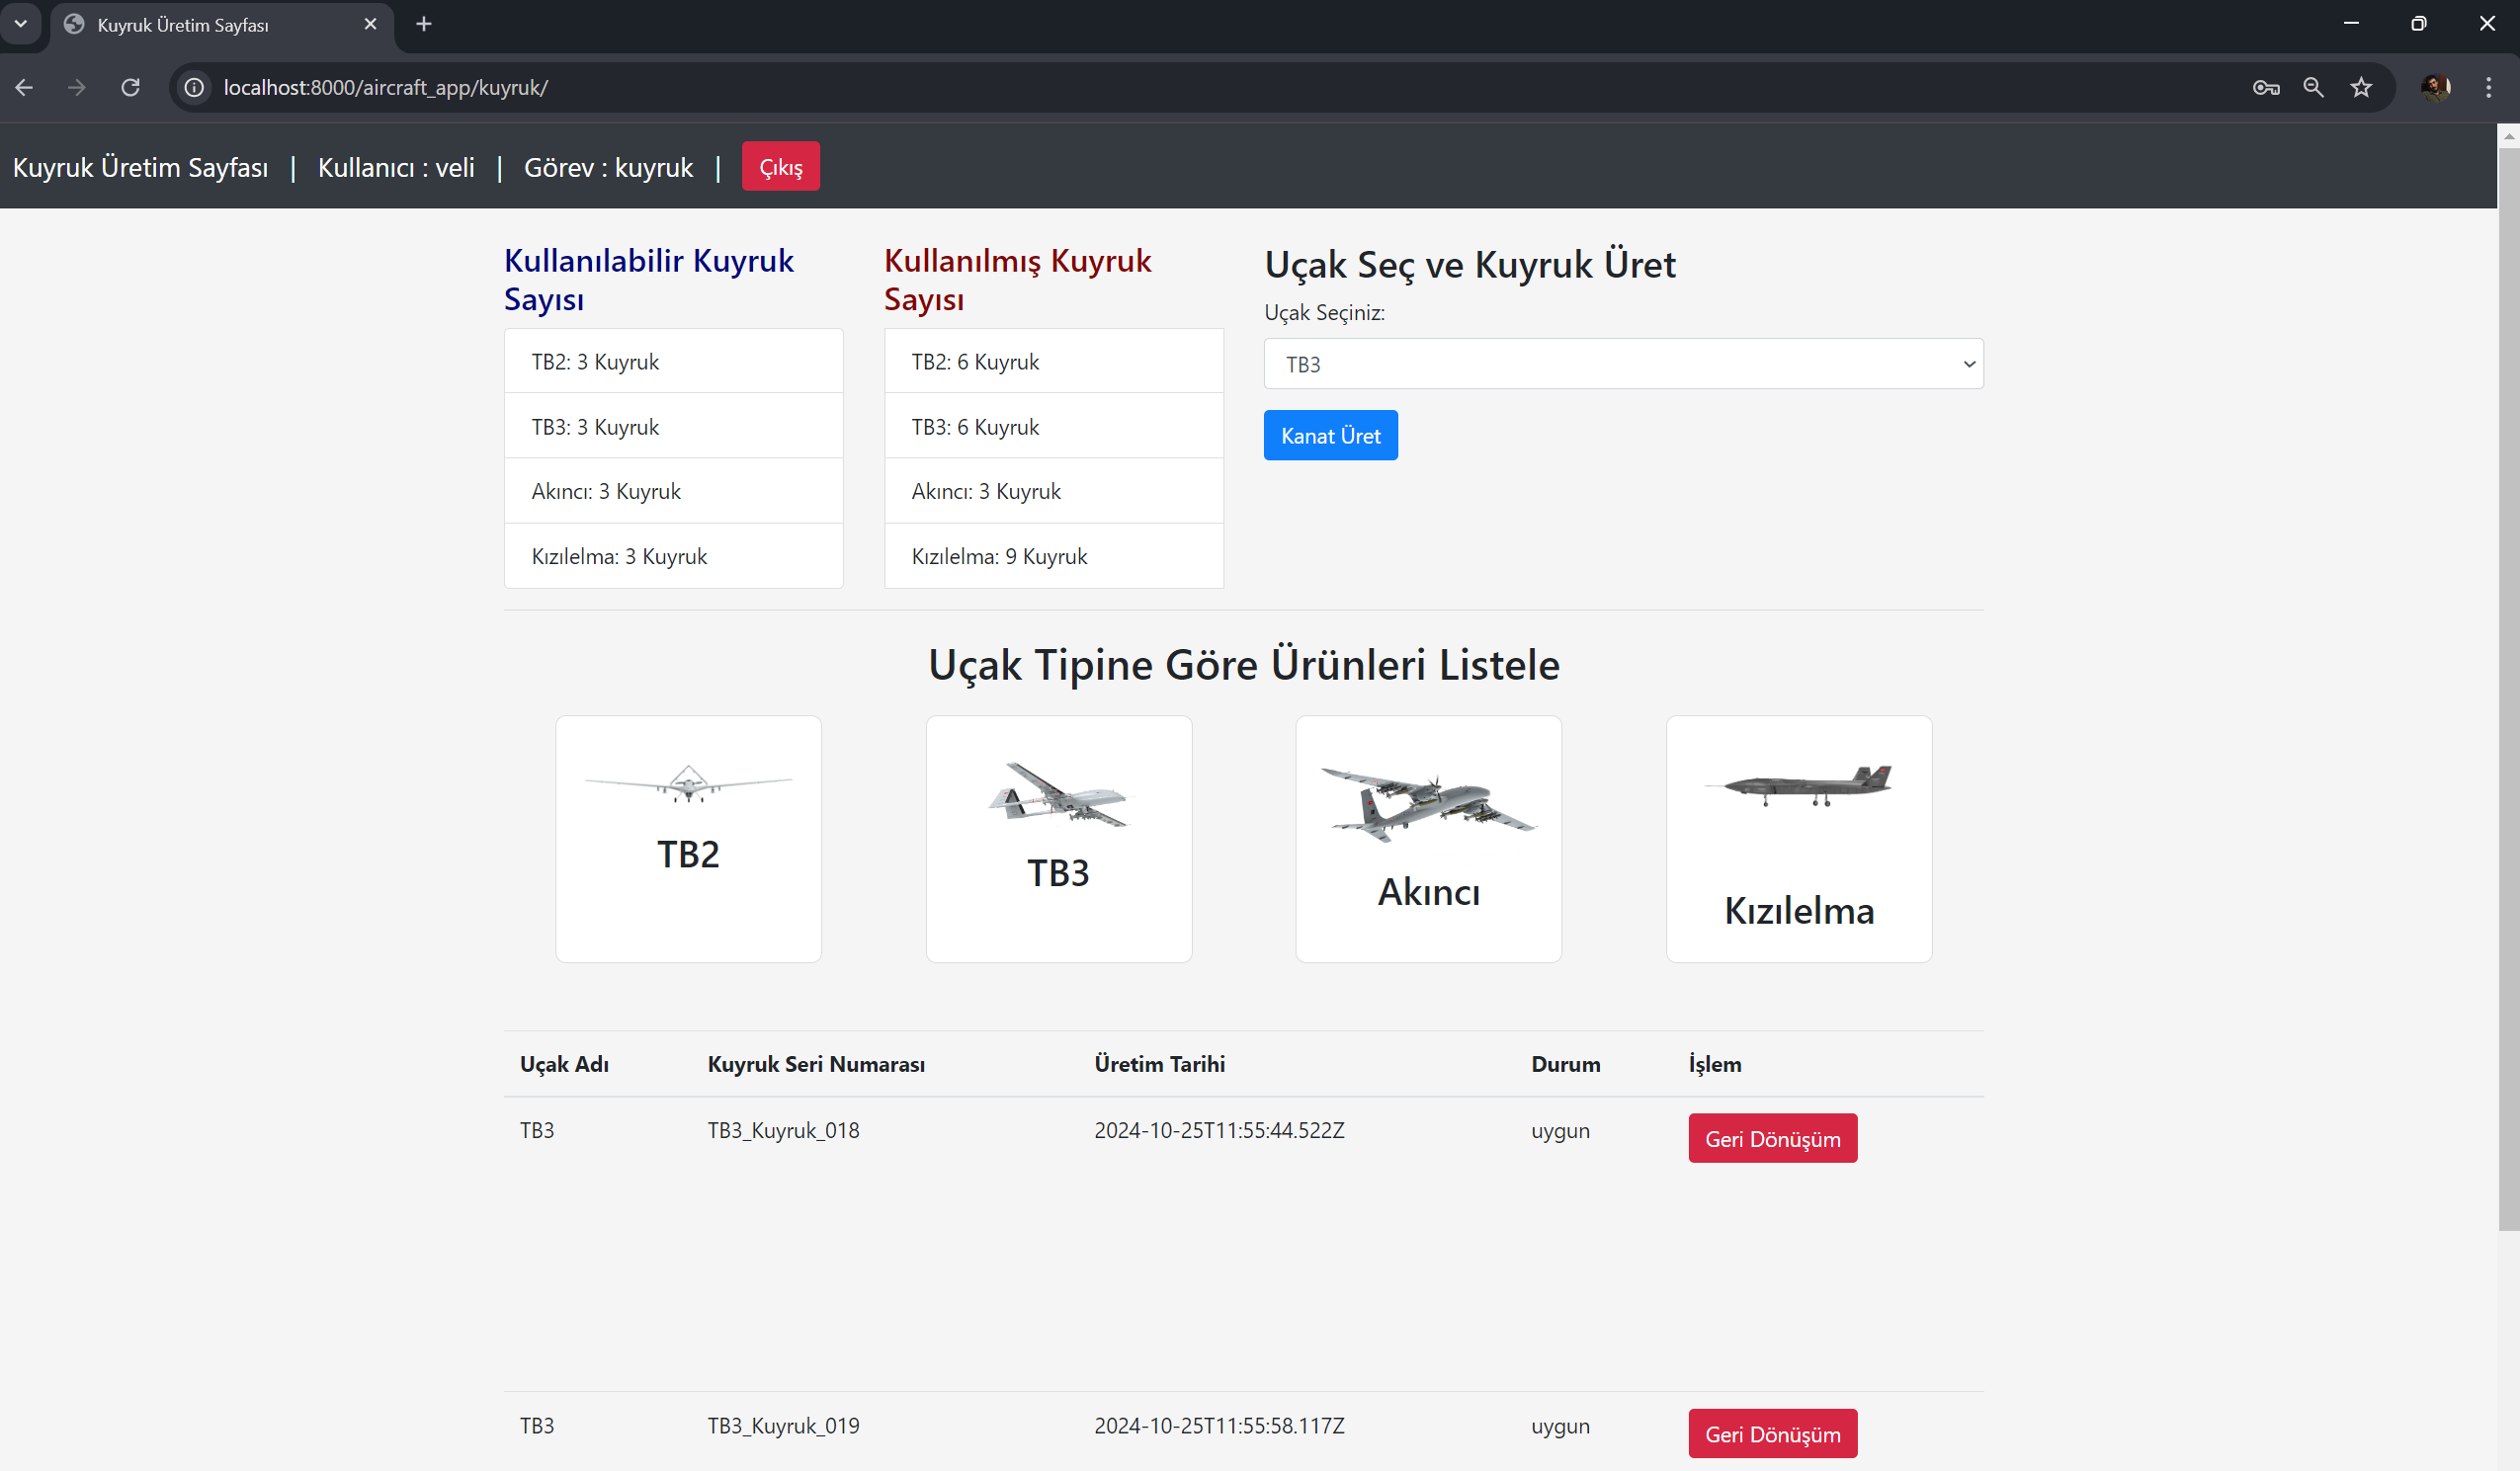 Kuyruk Üretim Sayfası
localhost:8000/aircraft_app/kuyruk/
Kuyruk Üretim Sayfası | Kullanıcı : veli | Görev : kuyruk | Çıkış
Kullanılabilir Kuyruk
Sayısı
TB2: 3 Kuyruk
TB3: 3 Kuyruk
Akıncı: 3 Kuyruk
Kızılelma: 3 Kuyruk
Kullanılmış Kuyruk
Sayısı
TB2: 6 Kuyruk
TB3: 6 Kuyruk
Akıncı: 3 Kuyruk
Kızılelma: 9 Kuyruk
Uçak Seç ve Kuyruk Üret
Uçak Seçiniz:
TB3
Kanat Üret
Uçak Tipine Göre Ürünleri Listele
TB2
TB3
Akıncı
Kızılelma
Uçak Adı Kuyruk Seri Numarası Üretim Tarihi Durum İşlem
TB3 TB3_Kuyruk_018 2024-10-25T11:55:44.522Z uygun Geri Dönüşüm
TB3 TB3_Kuyruk_019 2024-10-25T11:55:58.117Z uygun Geri Dönüşüm